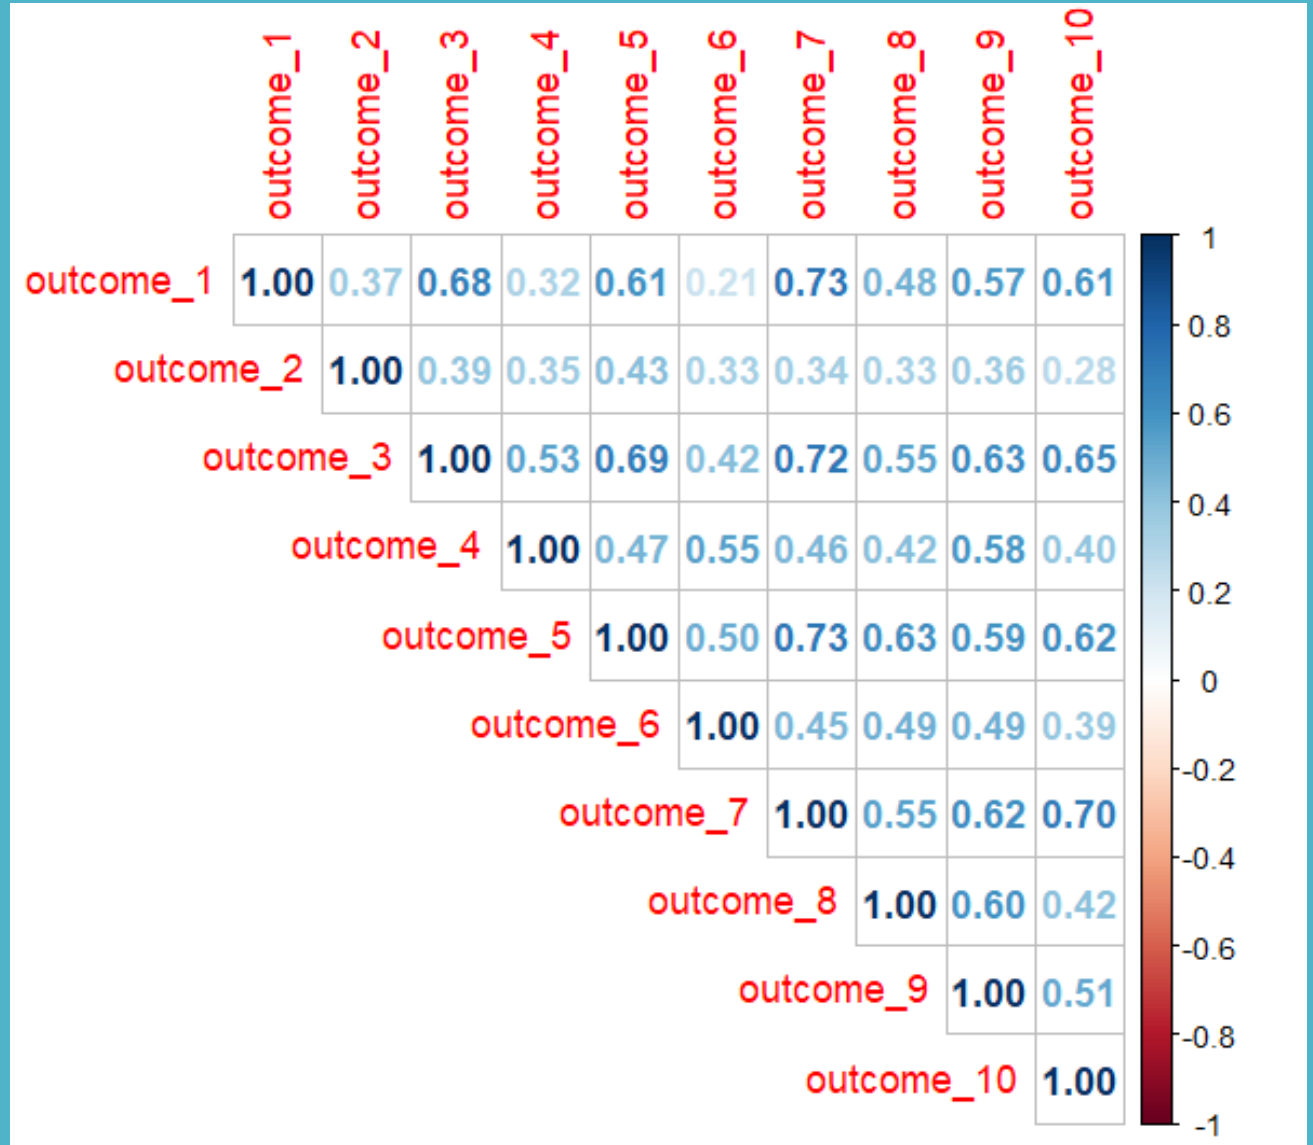 outcome_1
outcome_2
outcome_3
outcome_4
outcome_5
outcome_6
outcome_7
outcome_8
outcome_9
outcome_10
outcome_1 1.00 0.37 0.68 0.32 0.61 0.21 0.73 0.48 0.57 0.61
outcome_2 1.00 0.39 0.35 0.43 0.33 0.34 0.33 0.36 0.28
outcome_3 1.00 0.53 0.69 0.42 0.72 0.55 0.63 0.65
outcome_4 1.00 0.47 0.55 0.46 0.42 0.58 0.40
outcome_5 1.00 0.50 0.73 0.63 0.59 0.62
outcome_6 1.00 0.45 0.49 0.49 0.39
outcome_7 1.00 0.55 0.62 0.70
outcome_8 1.00 0.60 0.42
outcome_9 1.00 0.51
outcome_10 1.00
1
0.8
0.6
0.4
0.2
0
-0.2
-0.4
-0.6
-0.8
-1